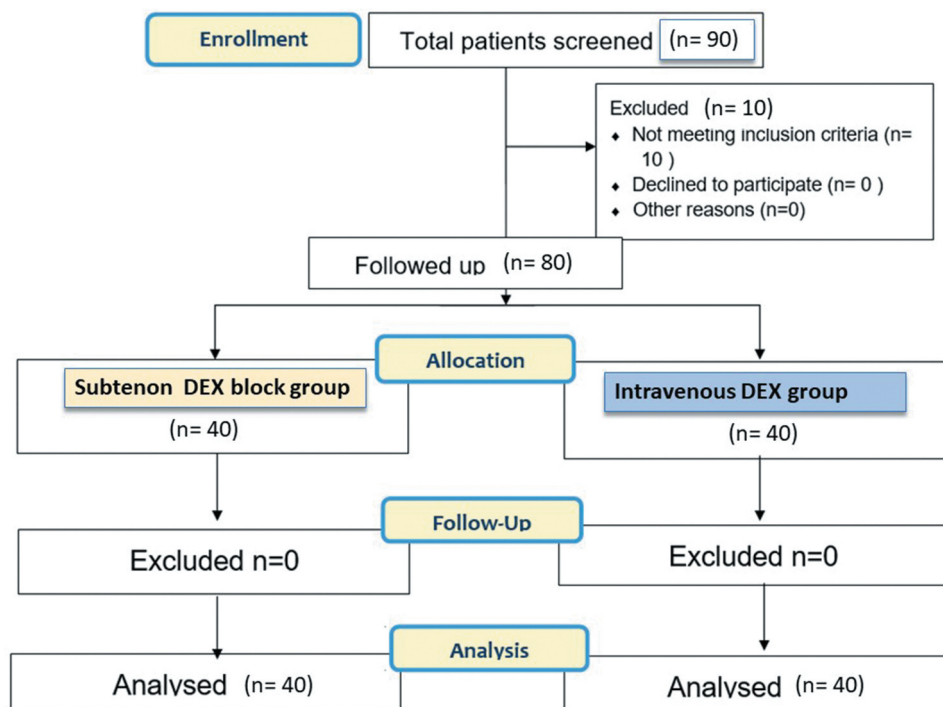 Enrollment
Total patients screened (n= 90)
Excluded (n= 10)
♦ Not meeting inclusion criteria (n=
10 )
♦ Declined to participate (n= 0 )
♦ Other reasons (n=0)
Followed up (n= 80)
Allocation
Subtenon DEX block group
(n= 40)
Intravenous DEX group
(n= 40)
Follow-Up
Excluded n=0
Excluded n=0
Analysis
Analysed (n= 40)
Analysed (n= 40)